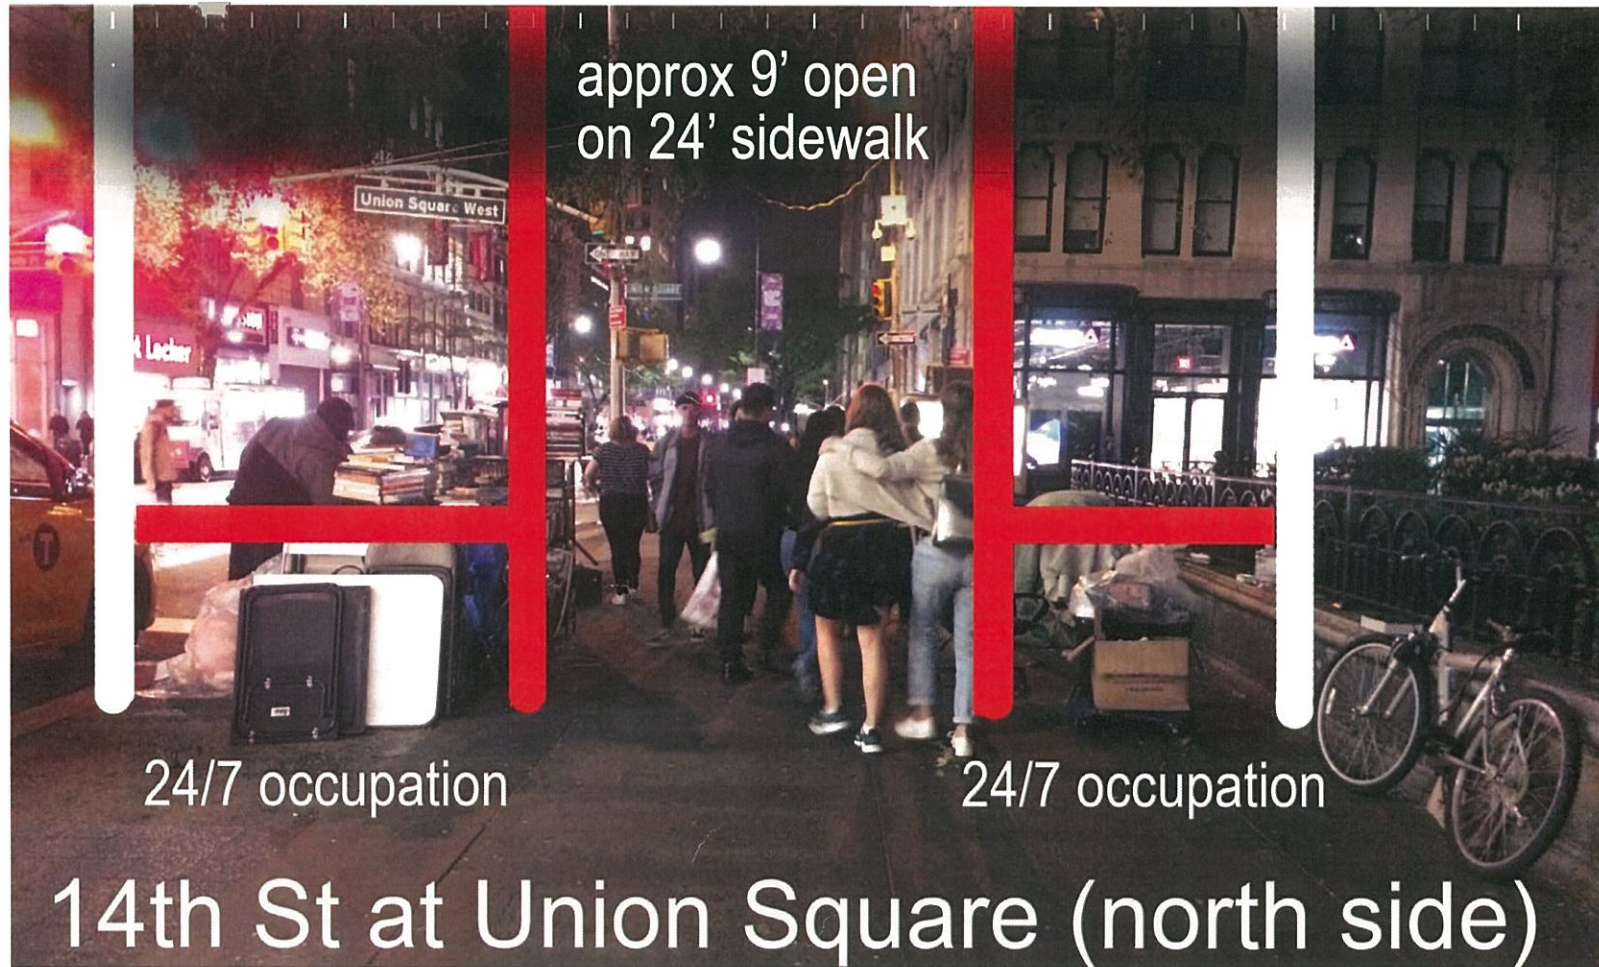 approx 9' open
on 24' sidewalk
Union Square West
t Locker
T
24/7 occupation
24/7 occupation
14th St at Union Square (north side)